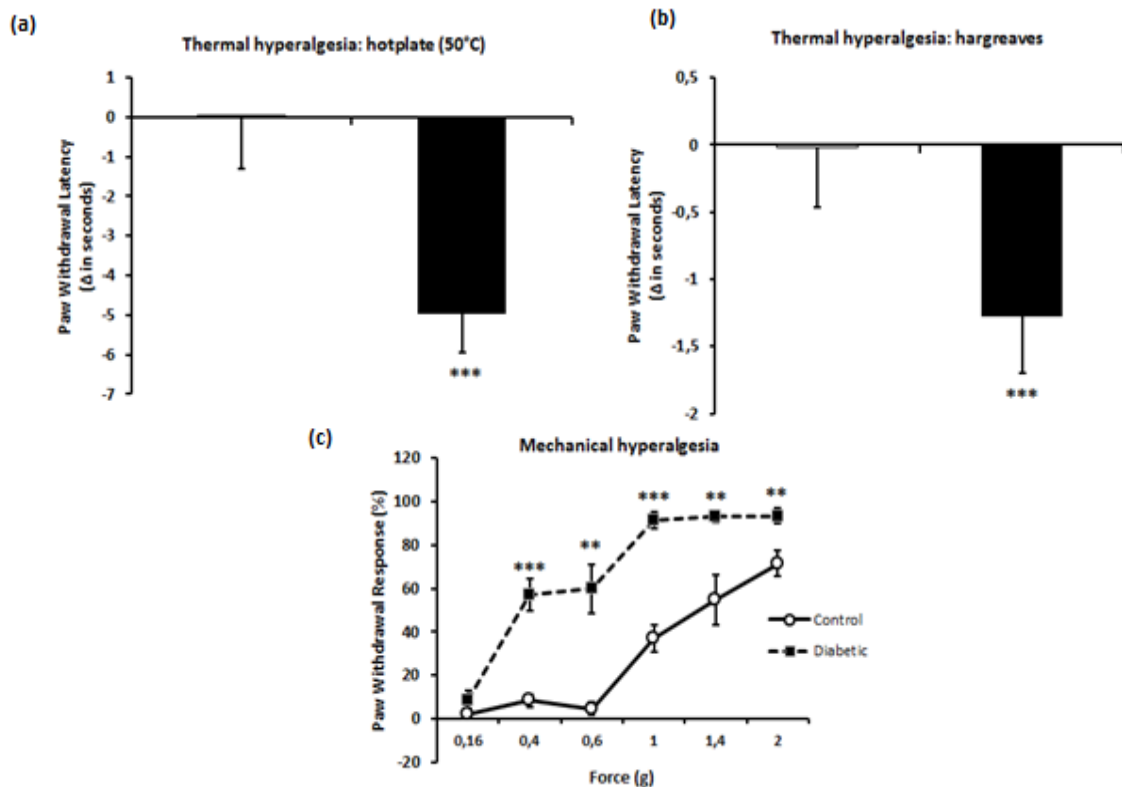 (a)
Thermal hyperalgesia: hotplate (50°C)
Paw Withdrawal Latency
(Δ in seconds)
1
0
-1
-2
-3
-4
-5
-6
-7
***
(b)
Thermal hyperalgesia: hargreaves
Paw Withdrawal Latency
(Δ in seconds)
0,5
0
-0,5
-1
-1,5
-2
***
(c)
Mechanical hyperalgesia
Paw Withdrawal Response (%)
120
100
80
60
40
20
0
-20
*** ** *** ** **
Control
Diabetic
0,16 0,4 0,6 1 1,4 2
Force (g)